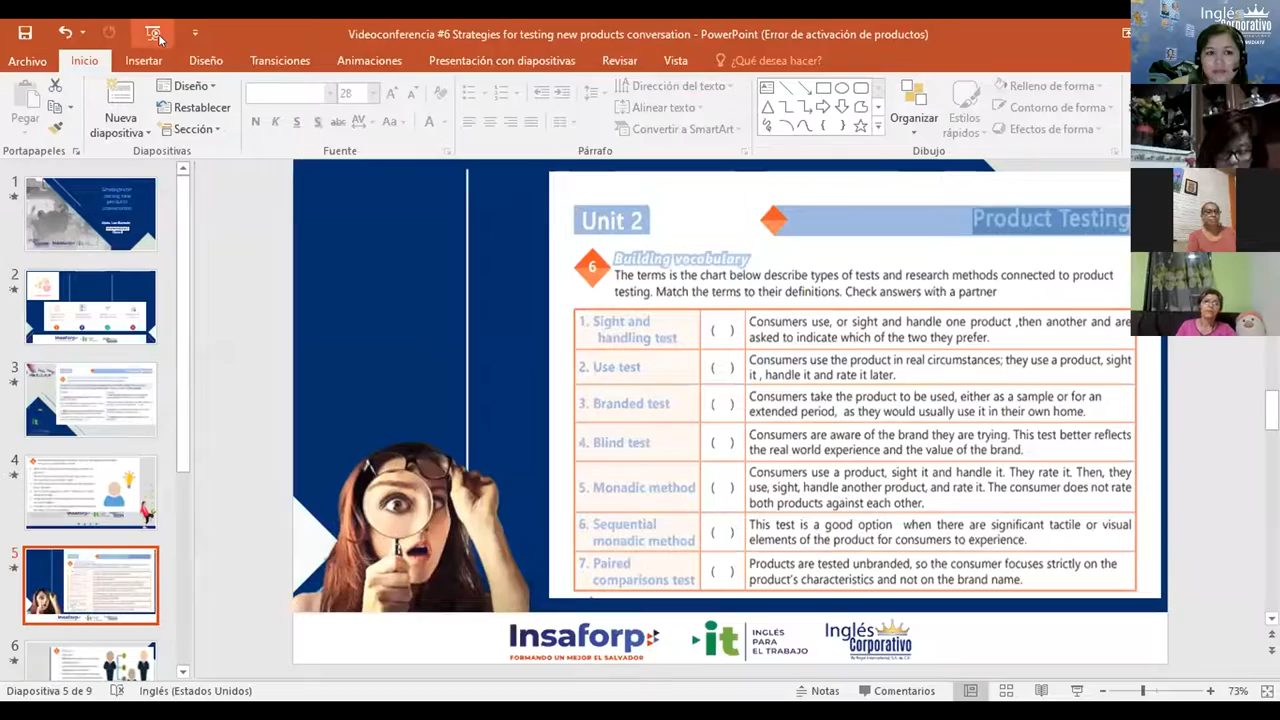 Videoconferencia #6 Strategies for testing new products conversation - PowerPoint (Error de activación de productos)
Inglés
Corporativo
Archivo
Inicio
Insertar
Diseño
Transiciones
Animaciones
Presentación con diapositivas
Revisar
Vista
¿Qué desea hacer?
Pegar
Nueva
diapositiva
Diseño
Restablecer
Sección
28
N K S S abc AV Aa A
Dirección del texto
Alinear texto
Convertir a SmartArt
Organizar
Estilos
rápidos
Relleno de forma
Contorno de forma
Efectos de forma
Portapapeles
Diapositivas
Fuente
Párrafo
Dibujo
1
2
3
4
5
6
Unit 2
Product Testing
6
Building vocabulary
The terms is the chart below describe types of tests and research methods connected to product
testing. Match the terms to their definitions. Check answers with a partner
1. Sight and
handling test
( )
Consumers use, or sight and handle one product ,then another and are
asked to indicate which of the two they prefer.
2. Use test
( )
Consumers use the product in real circumstances; they use a product, sight
it , handle it and rate it later.
3. Branded test
( )
Consumers take the product to be used, either as a sample or for an
extended period, as they would usually use it in their own home.
4. Blind test
( )
Consumers are aware of the brand they are trying. This test better reflects
the real world experience and the value of the brand.
5. Monadic method
( )
Consumers use a product, sight it and handle it. They rate it. Then, they
use, sight, handle another product, and rate it. The consumer does not rate
both products against each other.
6. Sequential
monadic method
( )
This test is a good option when there are significant tactile or visual
elements of the product for consumers to experience.
7. Paired
comparisons test
( )
Products are tested unbranded, so the consumer focuses strictly on the
product's characteristics and not on the brand name.
Insaforp
FORMANDO UN MEJOR EL SALVADOR
it
INGLÉS
PARA
EL TRABAJO
Inglés
Corporativo
Diapositiva 5 de 9
Inglés (Estados Unidos)
Notas
Comentarios
73%